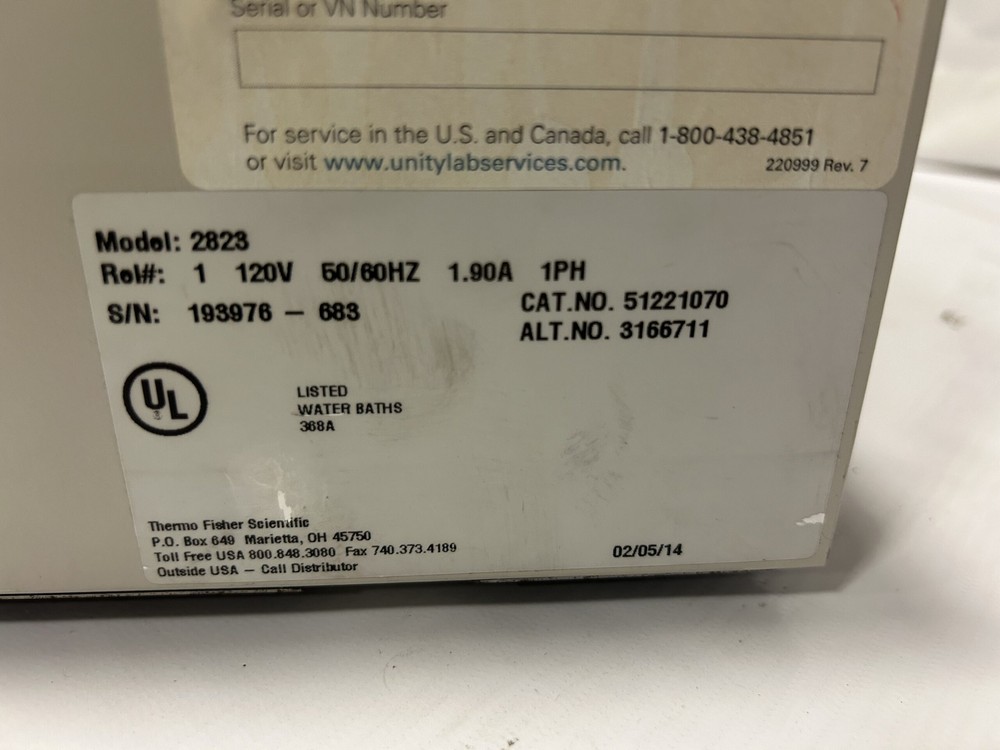 Serial or VN Number
For service in the U.S. and Canada, call 1-800-438-4851
or visit www.unitylabservices.com.
220999 Rev. 7
Model: 2823
Rel#: 1 120V 50/60HZ 1.90A 1PH
S/N: 193976 – 683
CAT.NO. 51221070
ALT.NO. 3166711
UL
LISTED
WATER BATHS
368A
Thermo Fisher Scientific
P.O. Box 649 Marietta, OH 45750
Toll Free USA 800.848.3080 Fax 740.373.4189
Outside USA – Call Distributor
02/05/14